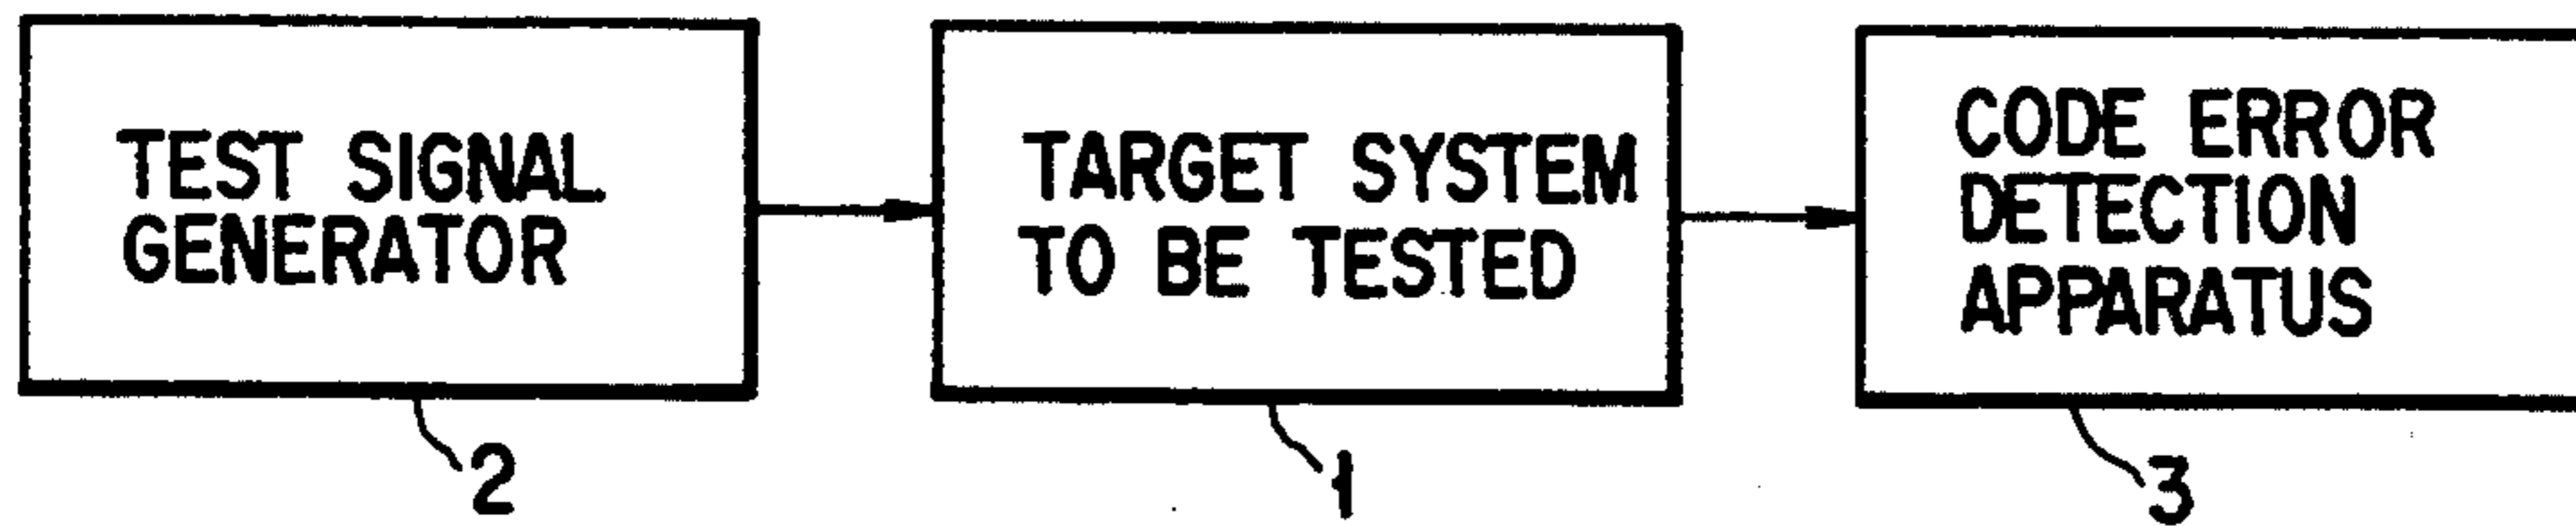 TEST SIGNAL
GENERATOR
TARGET SYSTEM
TO BE TESTED
CODE ERROR
DETECTION
APPARATUS
2
1
3